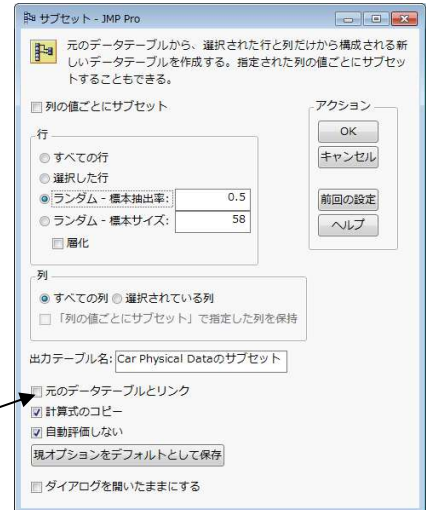 サブセット - JMP Pro
元のデータテーブルから、選択された行と列だけから構成される新
しいデータテーブルを作成する。指定された列の値ごとにサブセッ
トすることもできる。
列の値ごとにサブセット
行
すべての行
選択した行
ランダム - 標本抽出率: 0.5
ランダム - 標本サイズ: 58
層化
アクション
OK
キャンセル
前回の設定
ヘルプ
列
すべての列 選択されている列
「列の値ごとにサブセット」で指定した列を保持
出力テーブル名: Car Physical Dataのサブセット
元のデータテーブルとリンク
計算式のコピー
自動評価しない
現オプションをデフォルトとして保存
ダイアログを開いたままにする